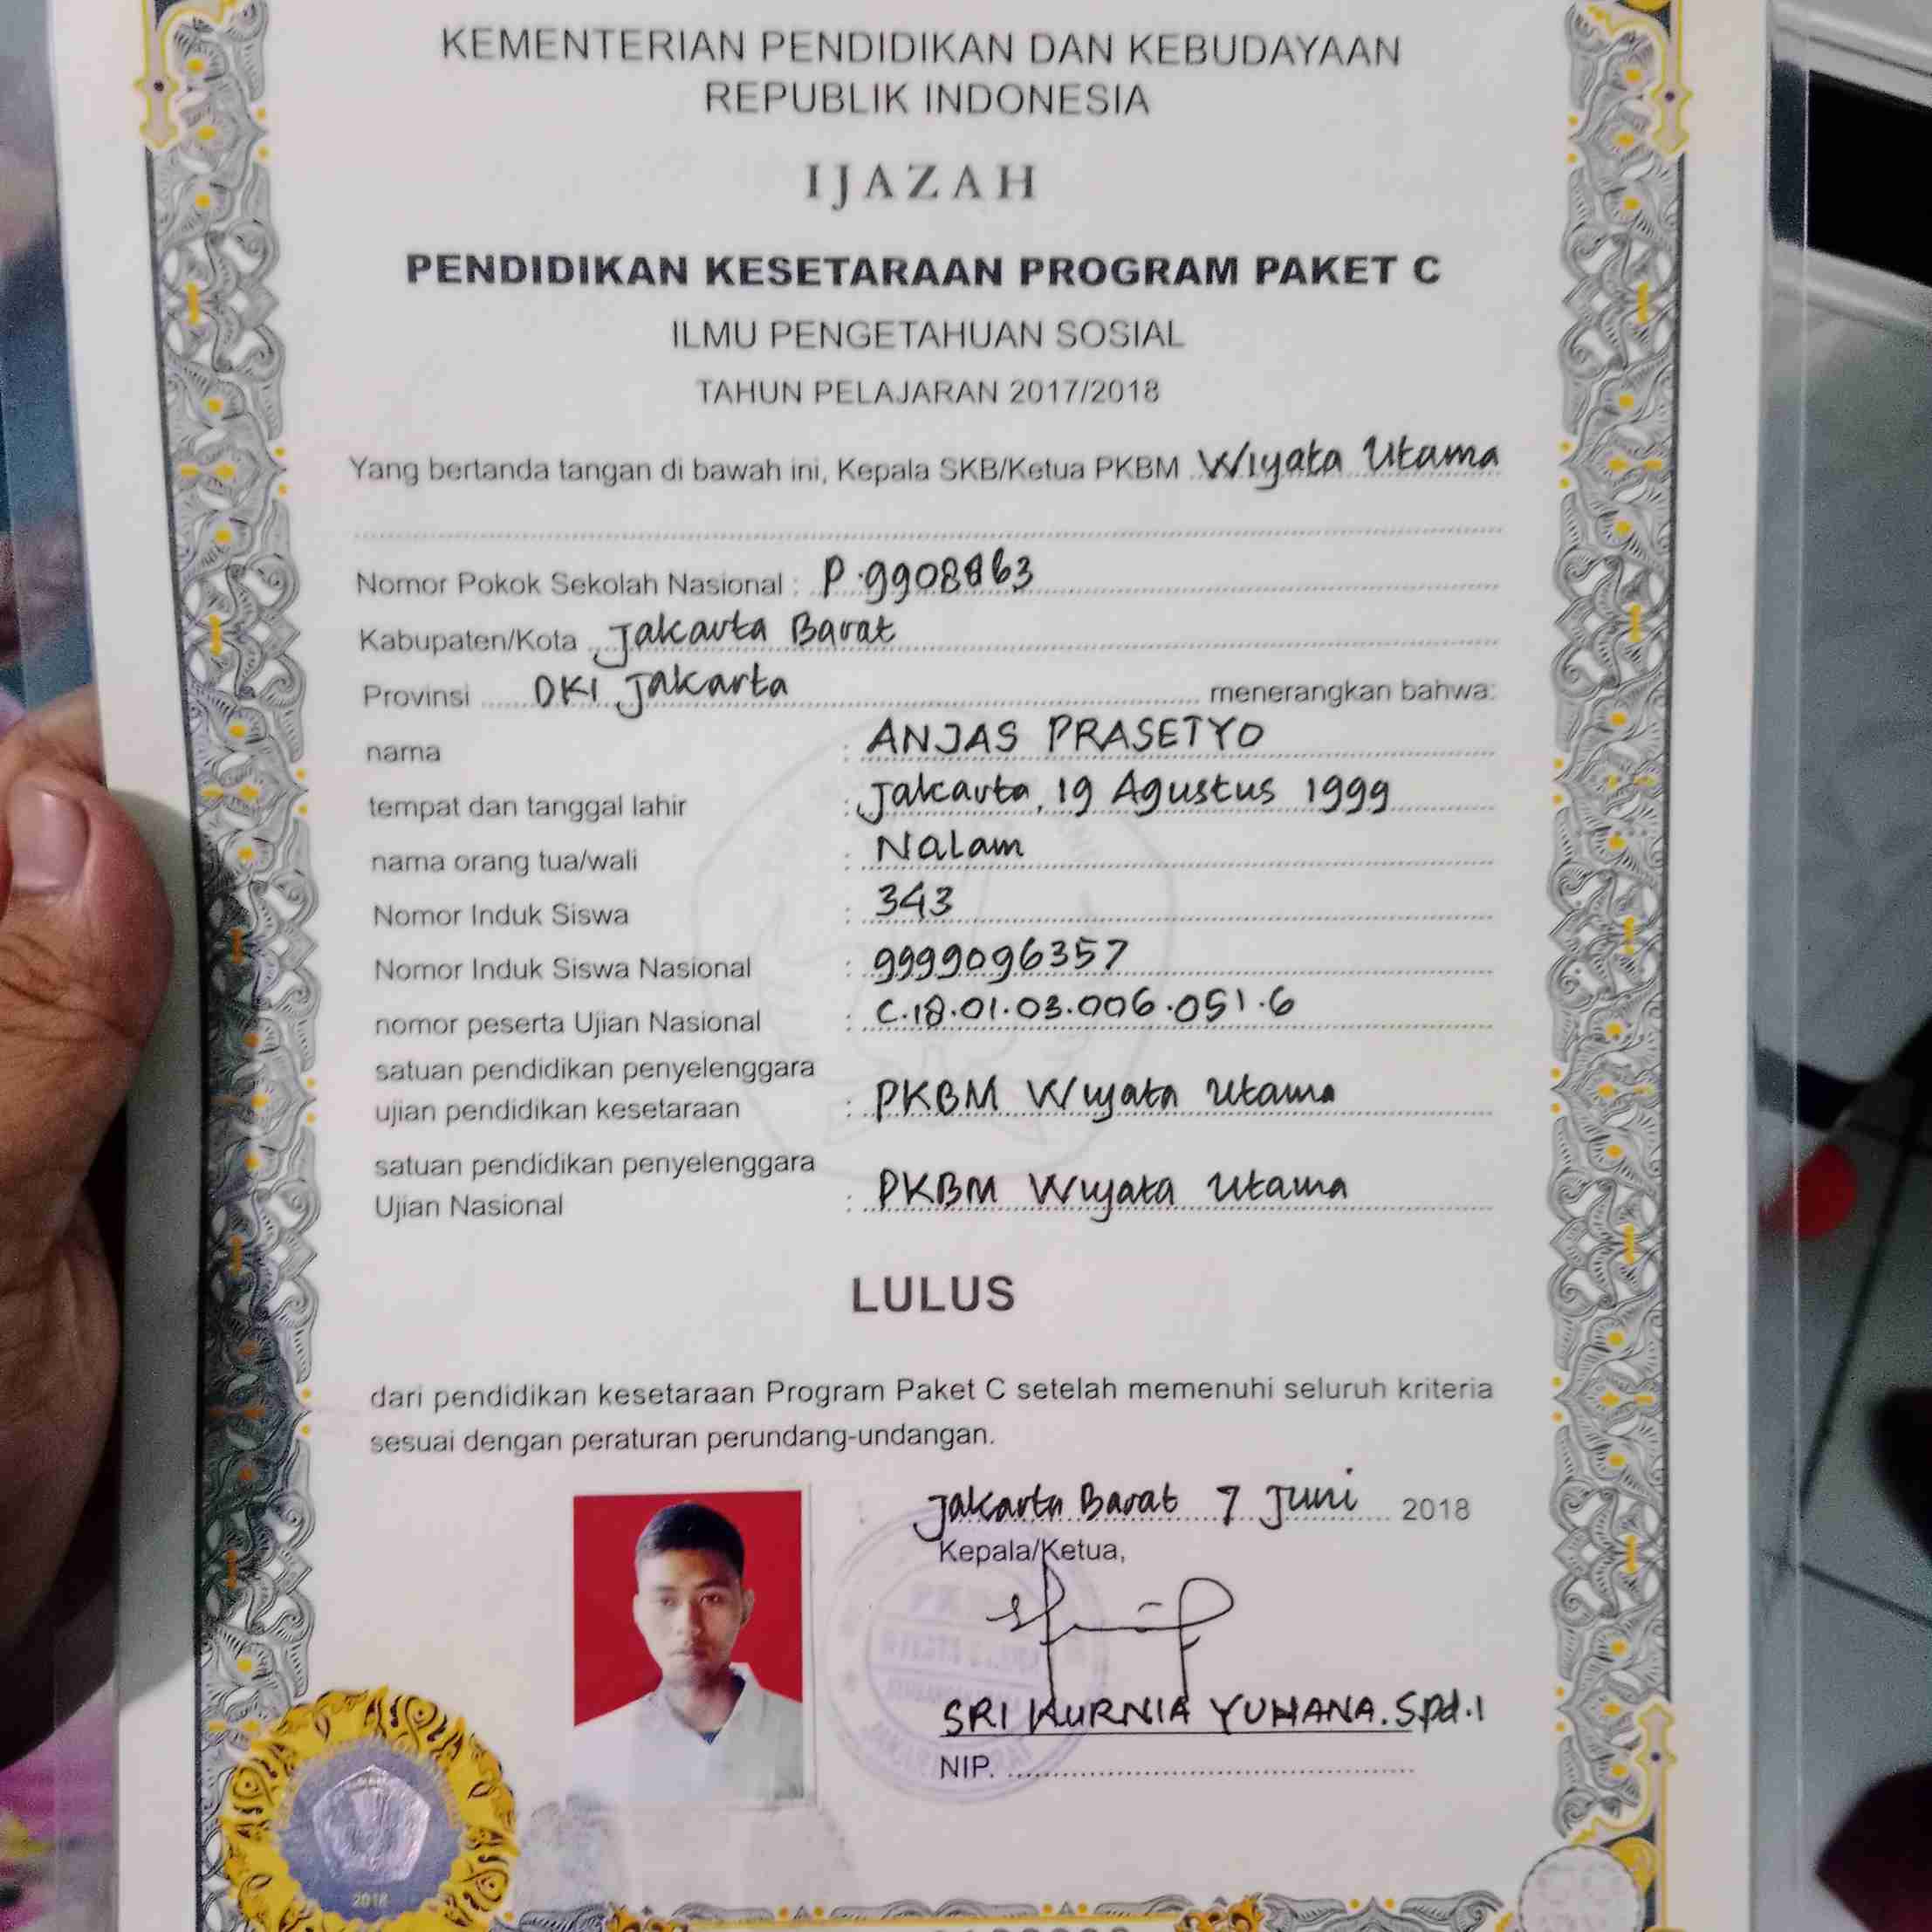 KEMENTERIAN PENDIDIKAN DAN KEBUDAYAAN
REPUBLIK INDONESIA
IJAZAH
PENDIDIKAN KESETARAAN PROGRAM PAKET C
ILMU PENGETAHUAN SOSIAL
TAHUN PELAJARAN 2017/2018
Yang bertanda tangan di bawah ini, Kepala SKB/Ketua PKBM Wiyata Utama
Nomor Pokok Sekolah Nasional : P.9908863
Kabupaten/Kota Jakarta Barat
Provinsi DKI Jakarta menerangkan bahwa:
nama : ANJAS PRASETYO
tempat dan tanggal lahir : Jakarta, 19 Agustus 1999
nama orang tua/wali : Nalam
Nomor Induk Siswa : 343
Nomor Induk Siswa Nasional : 9999096357
nomor peserta Ujian Nasional : C.18.01.03.006.051.6
satuan pendidikan penyelenggara
ujian pendidikan kesetaraan : PKBM Wiyata Utama
satuan pendidikan penyelenggara
Ujian Nasional : PKBM Wiyata Utama
LULUS
dari pendidikan kesetaraan Program Paket C setelah memenuhi seluruh kriteria
sesuai dengan peraturan perundang-undangan.
Jakarta Barat 7 Juni 2018
Kepala/Ketua,
SRI KURNIA YUHANA.Spd.I
NIP.
2018